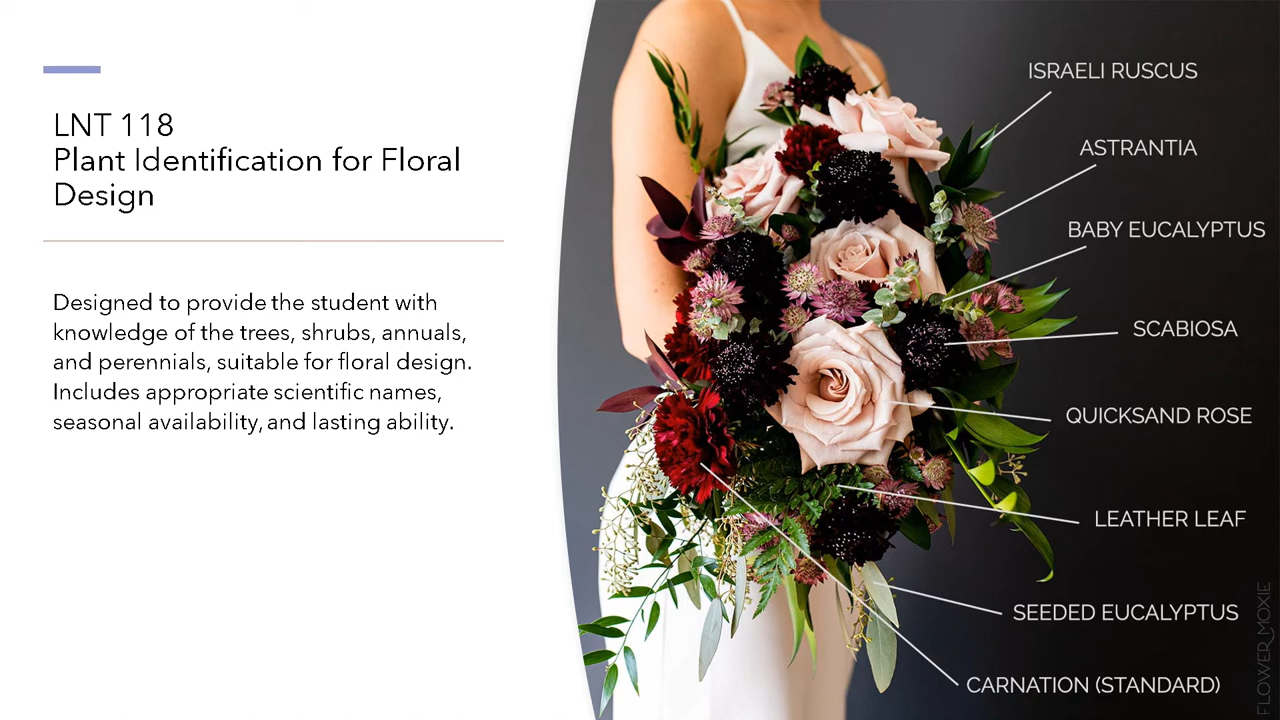 LNT 118
Plant Identification for Floral
Design
Designed to provide the student with
knowledge of the trees, shrubs, annuals,
and perennials, suitable for floral design.
Includes appropriate scientific names,
seasonal availability, and lasting ability.
ISRAELI RUSCUS
ASTRANTIA
BABY EUCALYPTUS
SCABIOSA
QUICKSAND ROSE
LEATHER LEAF
SEEDED EUCALYPTUS
CARNATION (STANDARD)
FLOWER MOXIE